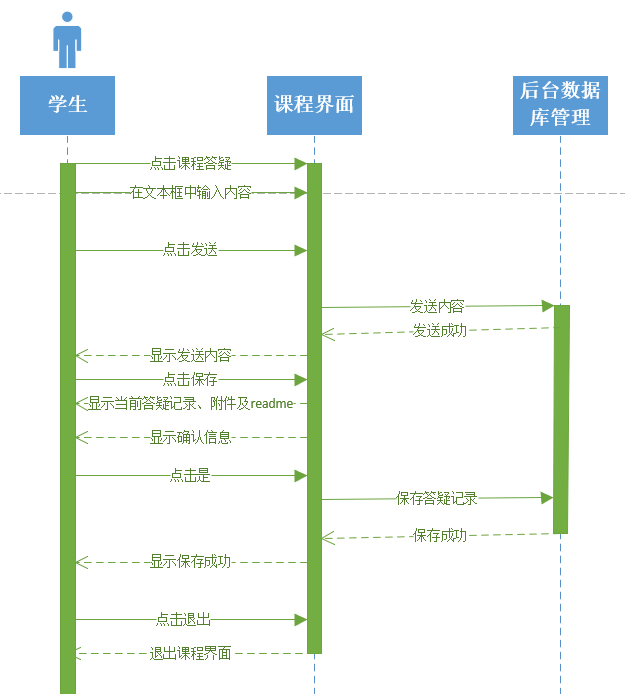 学生
课程界面
后台数据
库管理
点击课程答疑
在文本框中输入内容
点击发送
发送内容
发送成功
显示发送内容
点击保存
显示当前答疑记录、附件及readme
显示确认信息
点击是
保存答疑记录
保存成功
显示保存成功
点击退出
退出课程界面